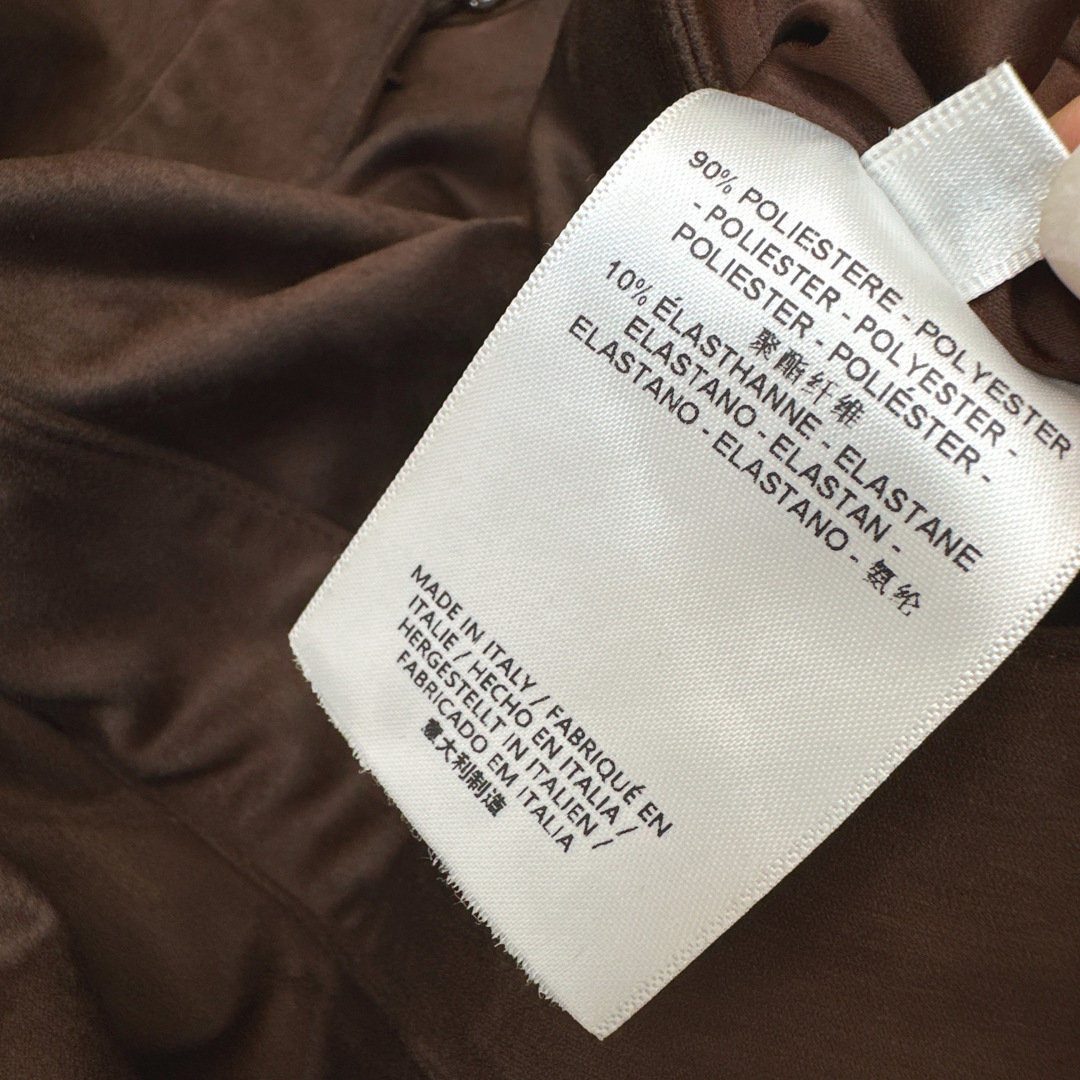 90% POLIESTERE - POLYESTER
- POLIESTER - POLYESTER -
POLIESTER - POLIÉSTER -
聚酯纤维
10% ÉLASTHANNE - ELASTANE
ELASTANO - ELASTAN -
ELASTANO - ELASTANO - 氨纶
MADE IN ITALY / FABRIQUÉ EN
ITALIE / HECHO EN ITALIA /
HERGESTELLT IN ITALIEN /
FABRICADO EM ITALIA
意大利制造